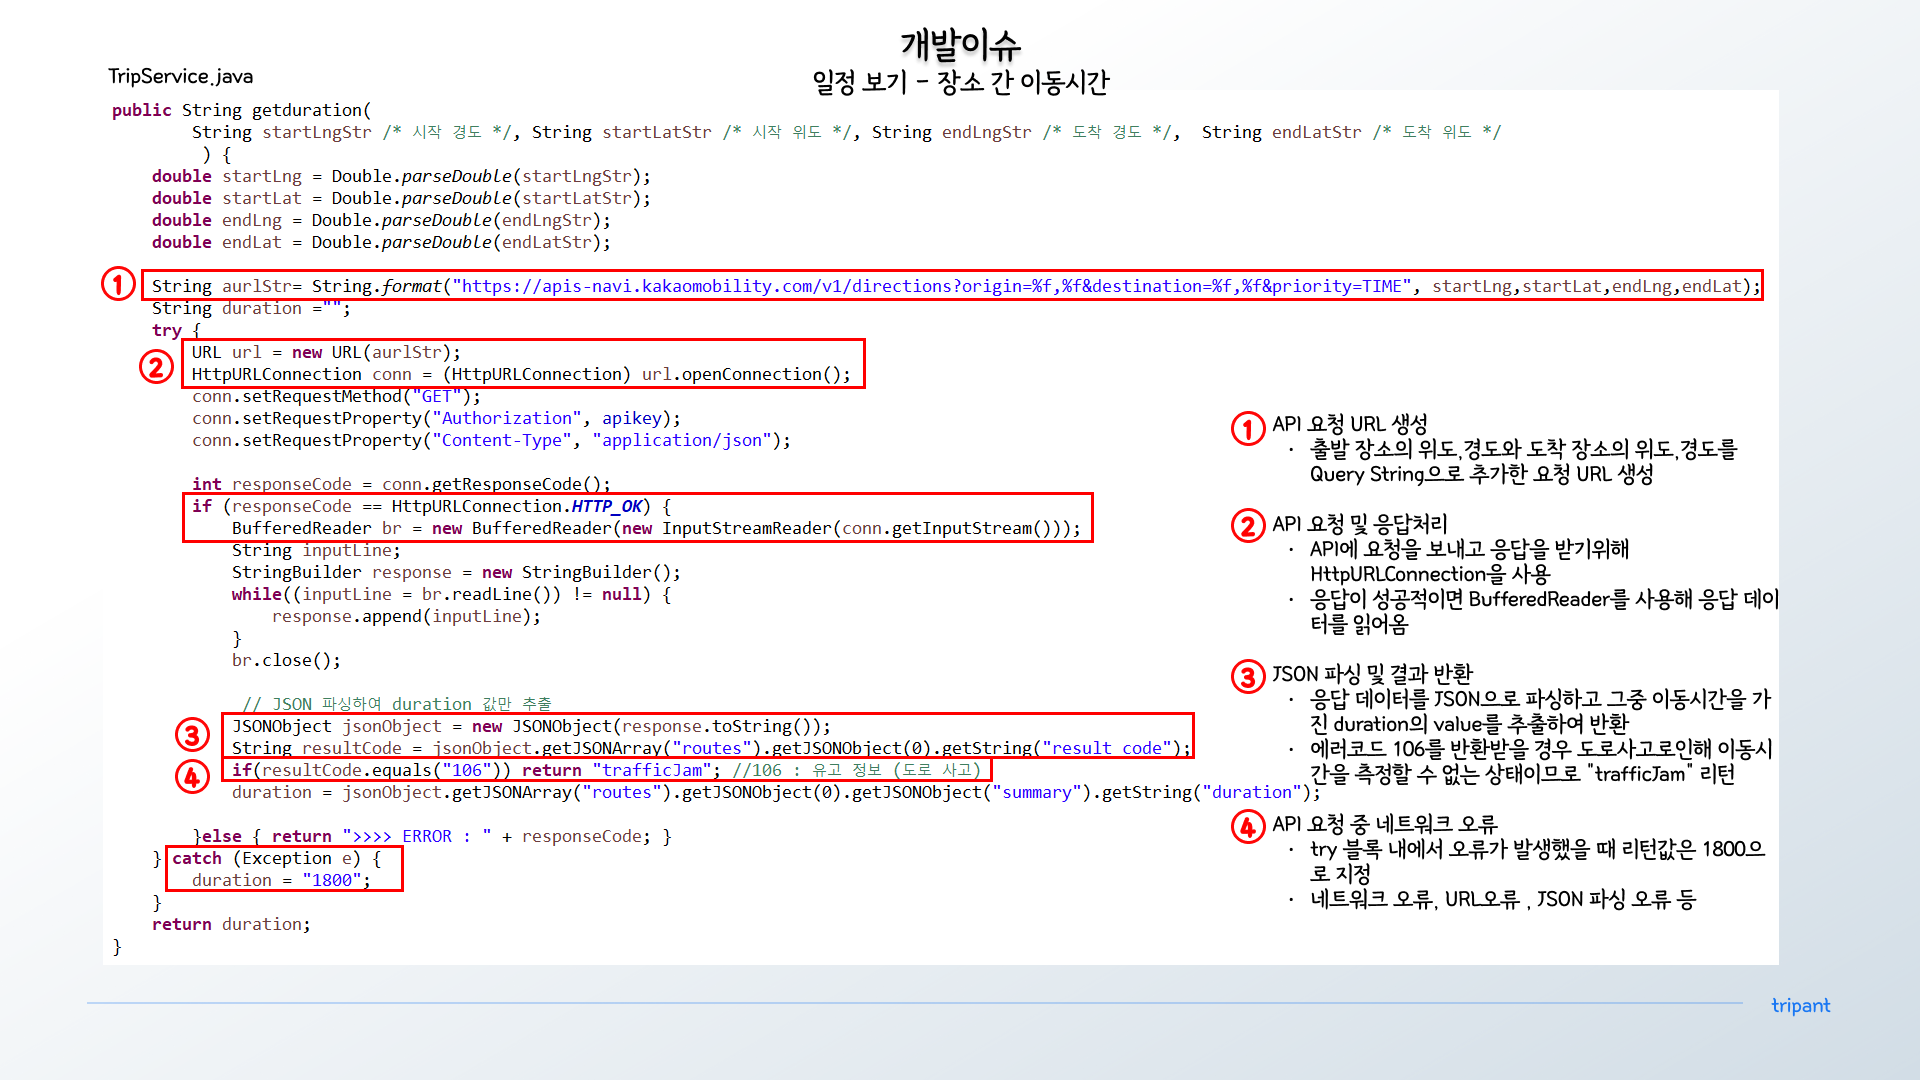 개발이슈
일정 보기 - 장소 간 이동시간
TripService.java
public String getduration(
String startLngStr /* 시작 경도 */, String startLatStr /* 시작 위도 */, String endLngStr /* 도착 경도 */,  String endLatStr /* 도착 위도 */
) {
double startLng = Double.parseDouble(startLngStr);
double startLat = Double.parseDouble(startLatStr);
double endLng = Double.parseDouble(endLngStr);
double endLat = Double.parseDouble(endLatStr);
① String aurlStr= String.format("https://apis-navi.kakaomobility.com/v1/directions?origin=%f,%f&destination=%f,%f&priority=TIME", startLng,startLat,endLng,endLat);
String duration ="";
try {
② URL url = new URL(aurlStr);
HttpURLConnection conn = (HttpURLConnection) url.openConnection();
conn.setRequestMethod("GET");
conn.setRequestProperty("Authorization", apikey);
conn.setRequestProperty("Content-Type", "application/json");
int responseCode = conn.getResponseCode();
if (responseCode == HttpURLConnection.HTTP_OK) {
BufferedReader br = new BufferedReader(new InputStreamReader(conn.getInputStream()));
String inputLine;
StringBuilder response = new StringBuilder();
while((inputLine = br.readLine()) != null) {
response.append(inputLine);
}
br.close();
// JSON 파싱하여 duration 값만 추출
③ JSONObject jsonObject = new JSONObject(response.toString());
String resultCode = jsonObject.getJSONArray("routes").getJSONObject(0).getString("result_code");
④ if(resultCode.equals("106")) return "trafficJam"; //106 : 유고 정보 (도로 사고)
duration = jsonObject.getJSONArray("routes").getJSONObject(0).getJSONObject("summary").getString("duration");
}else { return ">>>> ERROR : " + responseCode; }
} catch (Exception e) {
duration = "1800";
}
return duration;
}
① API 요청 URL 생성
· 출발 장소의 위도,경도와 도착 장소의 위도,경도를
Query String으로 추가한 요청 URL 생성
② API 요청 및 응답처리
· API에 요청을 보내고 응답을 받기위해
HttpURLConnection을 사용
· 응답이 성공적이면 BufferedReader를 사용해 응답 데이
터를 읽어옴
③ JSON 파싱 및 결과 반환
· 응답 데이터를 JSON으로 파싱하고 그중 이동시간을 가
진 duration의 value를 추출하여 반환
· 에러코드 106를 반환받을 경우 도로사고로인해 이동시
간을 측정할 수 없는 상태이므로 "trafficJam" 리턴
④ API 요청 중 네트워크 오류
· try 블록 내에서 오류가 발생했을 때 리턴값은 1800으
로 지정
· 네트워크 오류, URL오류 , JSON 파싱 오류 등
tripant